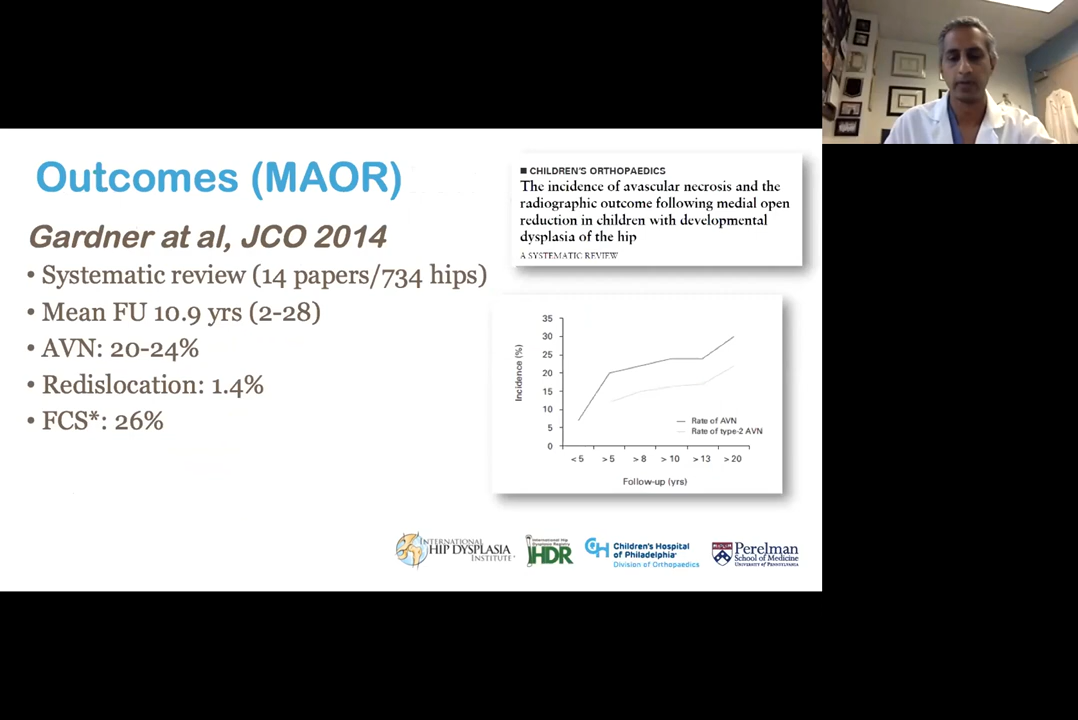 Outcomes (MAOR)
Gardner at al, JCO 2014
• Systematic review (14 papers/734 hips)
• Mean FU 10.9 yrs (2-28)
• AVN: 20-24%
• Redislocation: 1.4%
• FCS*: 26%
■ CHILDREN'S ORTHOPAEDICS
The incidence of avascular necrosis and the
radiographic outcome following medial open
reduction in children with developmental
dysplasia of the hip
A SYSTEMATIC REVIEW
Incidence (%)
35
30
25
20
15
10
5
0
Rate of AVN
Rate of type-2 AVN
< 5 > 5 > 8 > 10 > 13 > 20
Follow-up (yrs)
INTERNATIONAL
HIP DYSPLASIA
INSTITUTE
International Hip
Dysplasia Registry
IHDR
CH
Children's Hospital
of Philadelphia
Division of Orthopaedics
Perelman
School of Medicine
UNIVERSITY OF PENNSYLVANIA